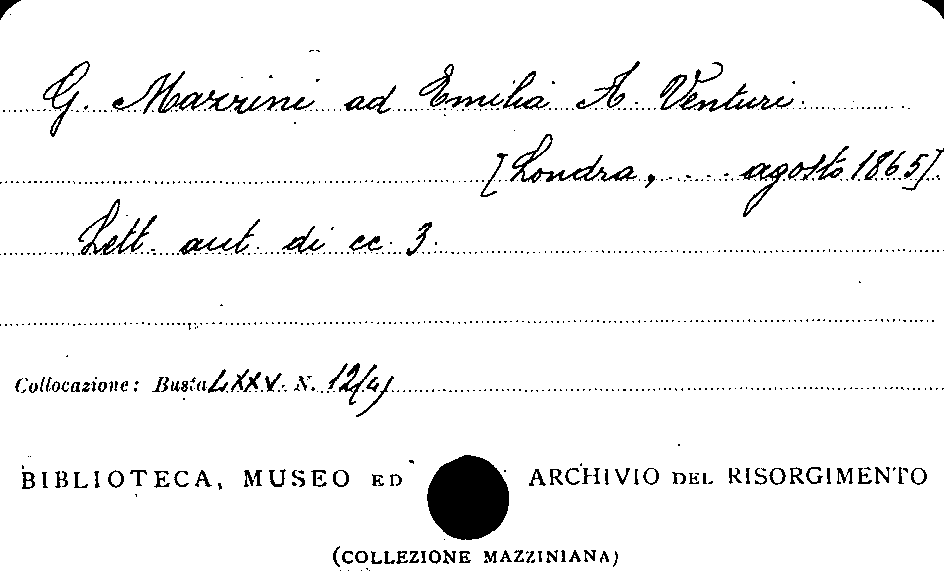 G. Mazzini ad Emilia A. Venturi.
[Londra, ... agosto 1865].
Lett. aut. di cc. 3.
Collocazione: Busta LXXV. N. 12(4)
BIBLIOTECA, MUSEO ED ARCHIVIO DEL RISORGIMENTO
(COLLEZIONE MAZZINIANA)